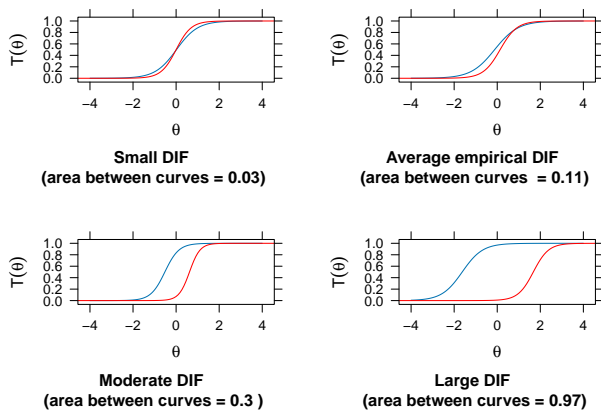 T(θ)
1.0
0.8
0.6
0.4
0.2
0.0
−4 −2 0 2 4
θ
Small DIF
(area between curves = 0.03)
T(θ)
1.0
0.8
0.6
0.4
0.2
0.0
−4 −2 0 2 4
θ
Average empirical DIF
(area between curves  = 0.11)
T(θ)
1.0
0.8
0.6
0.4
0.2
0.0
−4 −2 0 2 4
θ
Moderate DIF
(area between curves = 0.3 )
T(θ)
1.0
0.8
0.6
0.4
0.2
0.0
−4 −2 0 2 4
θ
Large DIF
(area between curves = 0.97)